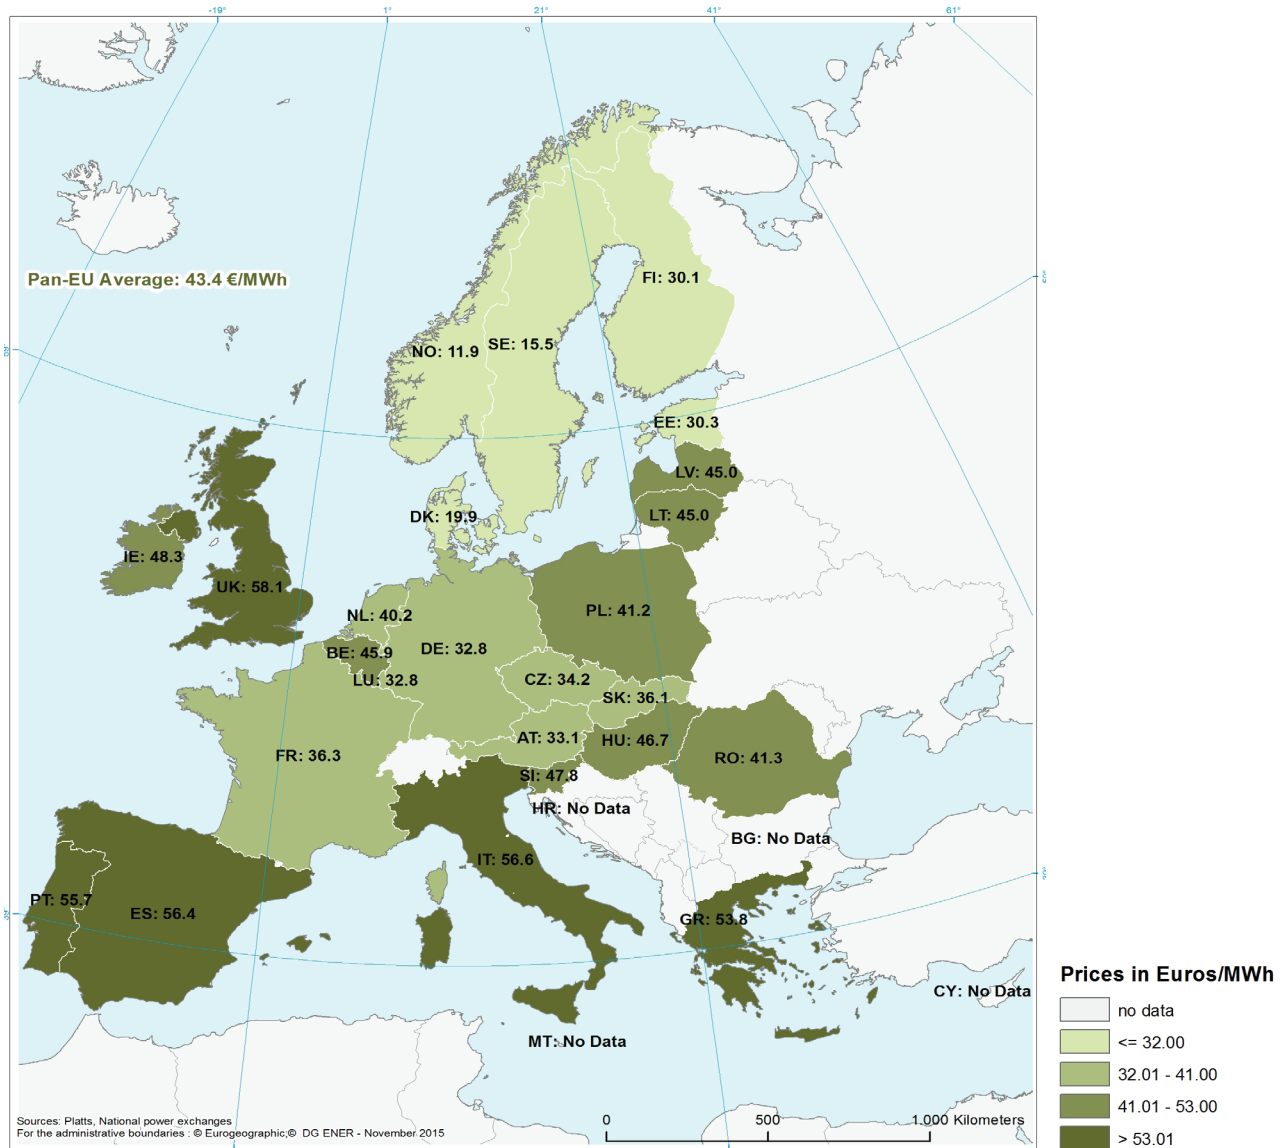 -19° 1° 21° 41° 61°
Pan-EU Average: 43.4 €/MWh
FI: 30.1
NO: 11.9
SE: 15.5
EE: 30.3
LV: 45.0
LT: 45.0
DK: 19.9
IE: 48.3
UK: 58.1
NL: 40.2
PL: 41.2
BE: 45.9
DE: 32.8
LU: 32.8
CZ: 34.2
SK: 36.1
AT: 33.1
HU: 46.7
FR: 36.3
RO: 41.3
SI: 47.8
HR: No Data
BG: No Data
IT: 56.6
PT: 55.7
ES: 56.4
GR: 53.8
CY: No Data
MT: No Data
Prices in Euros/MWh
no data
<= 32.00
32.01 - 41.00
41.01 - 53.00
> 53.01
0 500 1.000 Kilometers
Sources: Platts, National power exchanges
For the administrative boundaries : © Eurogeographic;© DG ENER - November 2015